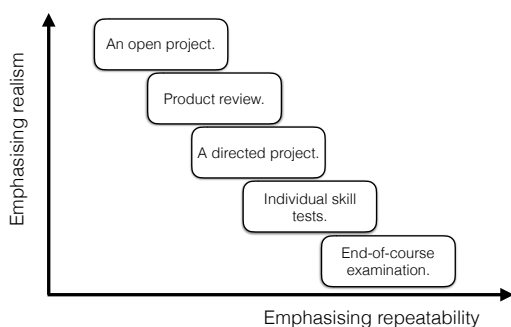 An open project.
Product review.
A directed project.
Individual skill
tests.
End-of-course
examination.
Emphasising realism
Emphasising repeatability